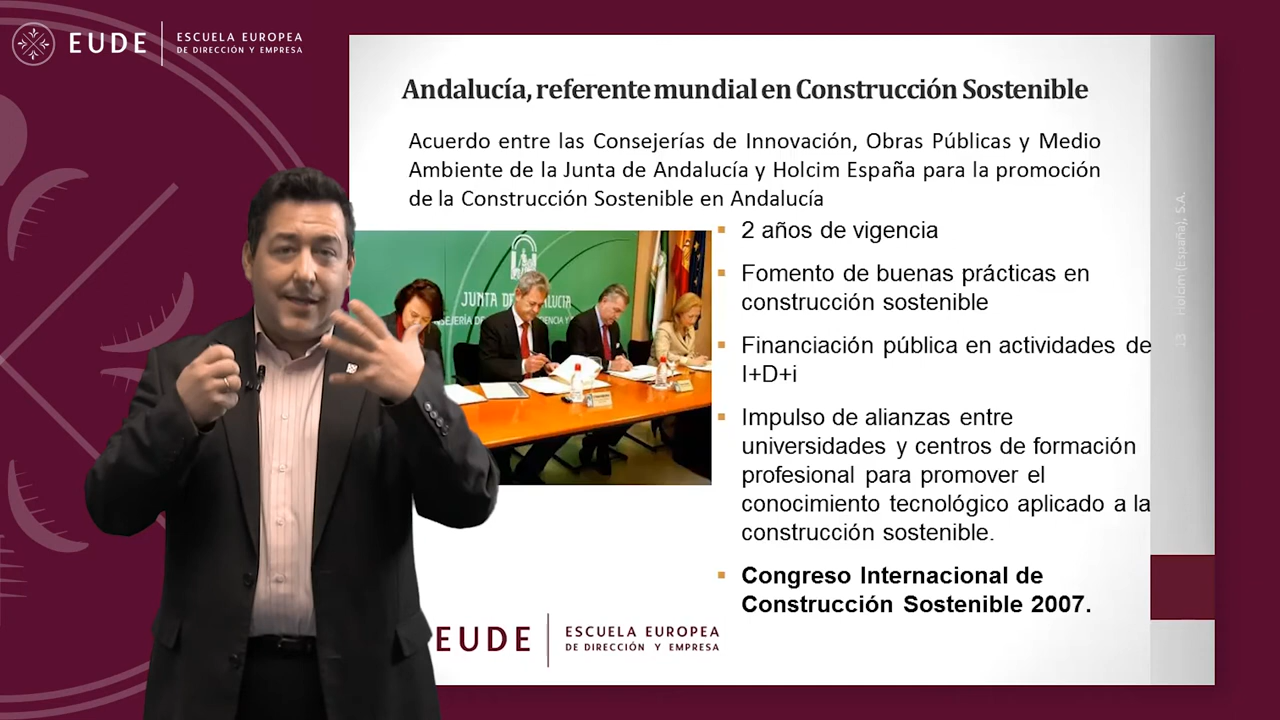 EUDE
ESCUELA EUROPEA
DE DIRECCIÓN Y EMPRESA
Andalucía, referente mundial en Construcción Sostenible
Acuerdo entre las Consejerías de Innovación, Obras Públicas y Medio
Ambiente de la Junta de Andalucía y Holcim España para la promoción
de la Construcción Sostenible en Andalucía
JUNTA DE ANDALUCIA
2 años de vigencia
Fomento de buenas prácticas en
construcción sostenible
Financiación pública en actividades de
I+D+i
Impulso de alianzas entre
universidades y centros de formación
profesional para promover el
conocimiento tecnológico aplicado a la
construcción sostenible.
Congreso Internacional de
Construcción Sostenible 2007.
13 Holcim (España), S.A.
EUDE
ESCUELA EUROPEA
DE DIRECCIÓN Y EMPRESA